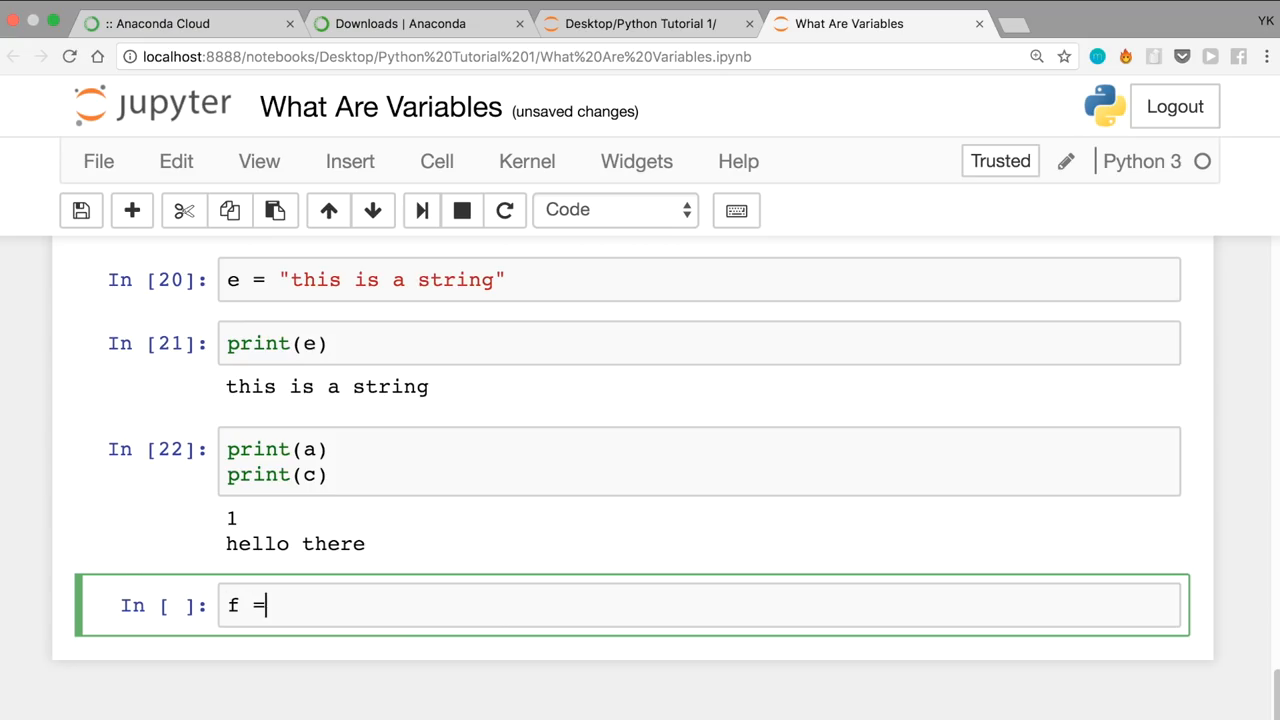 :: Anaconda Cloud × Downloads | Anaconda × Desktop/Python Tutorial 1/ × What Are Variables × YK
localhost:8888/notebooks/Desktop/Python%20Tutorial%201/What%20Are%20Variables.ipynb
jupyter What Are Variables (unsaved changes) Logout
File Edit View Insert Cell Kernel Widgets Help Trusted Python 3
Code
In [20]: e = "this is a string"
In [21]: print(e)
this is a string
In [22]: print(a)
print(c)
1
hello there
In [ ]: f =